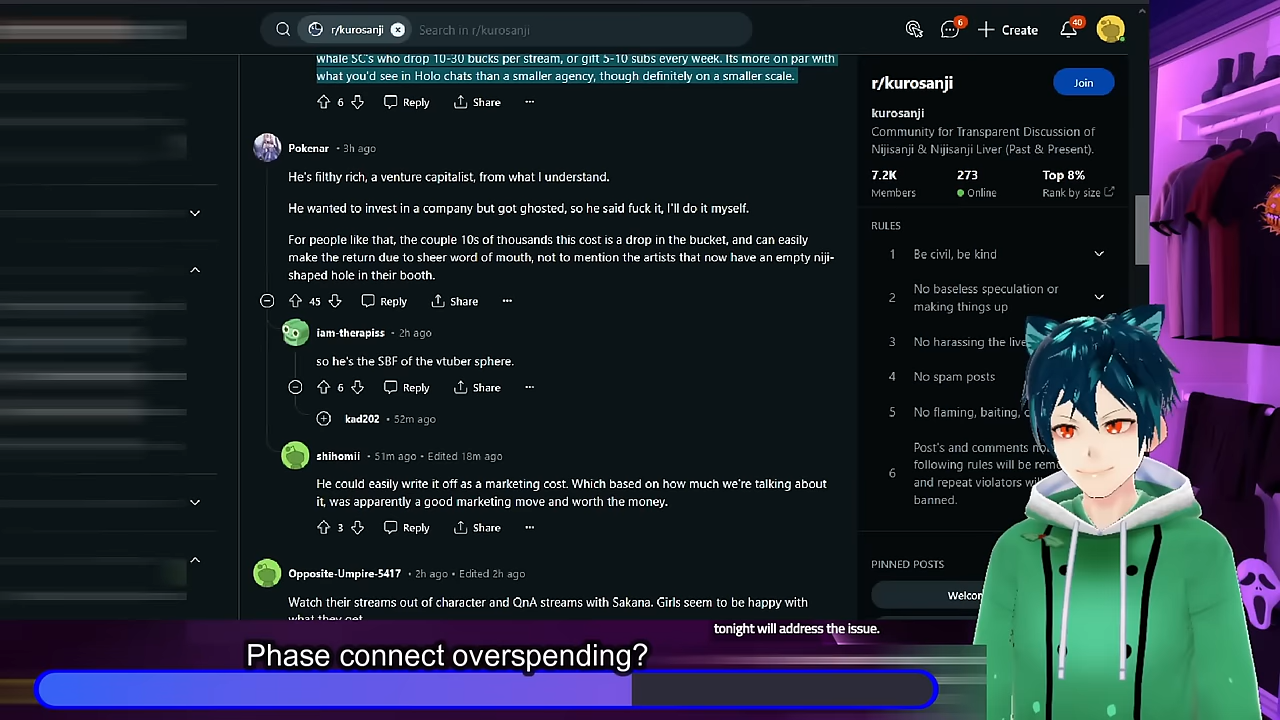 r/kurosanji
Search in r/kurosanji
6
Create
40
whale SC's who drop 10-30 bucks per stream, or gift 5-10 subs every week. Its more on par with
what you'd see in Holo chats than a smaller agency, though definitely on a smaller scale.
6
Reply
Share
Pokenar • 3h ago
He's filthy rich, a venture capitalist, from what I understand.
He wanted to invest in a company but got ghosted, so he said fuck it, I'll do it myself.
For people like that, the couple 10s of thousands this cost is a drop in the bucket, and can easily
make the return due to sheer word of mouth, not to mention the artists that now have an empty niji-
shaped hole in their booth.
45
Reply
Share
iam-therapiss • 2h ago
so he's the SBF of the vtuber sphere.
6
Reply
Share
kad202 • 52m ago
shihomii • 51m ago • Edited 18m ago
He could easily write it off as a marketing cost. Which based on how much we're talking about
it, was apparently a good marketing move and worth the money.
3
Reply
Share
Opposite-Umpire-5417 • 2h ago • Edited 2h ago
Watch their streams out of character and QnA streams with Sakana. Girls seem to be happy with
what they get
r/kurosanji
Join
kurosanji
Community for Transparent Discussion of
Nijisanji & Nijisanji Liver (Past & Present).
7.2K
273
Top 8%
Members
Online
Rank by size
RULES
1 Be civil, be kind
2 No baseless speculation or
making things up
3 No harassing the live
4 No spam posts
5 No flaming, baiting,
6 Post's and comments no
following rules will be rem
and repeat violators wi
banned.
PINNED POSTS
Welcom
tonight will address the issue.
Phase connect overspending?